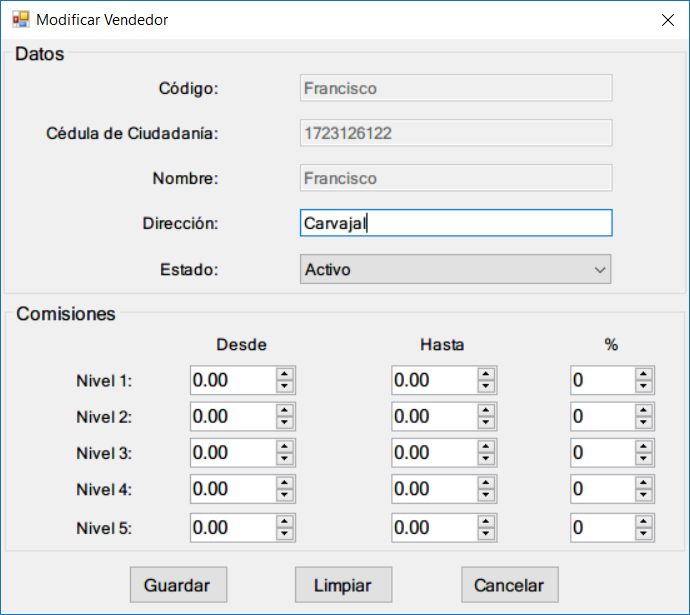 Modificar Vendedor
Datos
Código: Francisco
Cédula de Ciudadanía: 1723126122
Nombre: Francisco
Dirección: Carvajal
Estado: Activo
Comisiones
Desde Hasta %
Nivel 1: 0.00 0.00 0
Nivel 2: 0.00 0.00 0
Nivel 3: 0.00 0.00 0
Nivel 4: 0.00 0.00 0
Nivel 5: 0.00 0.00 0
Guardar Limpiar Cancelar